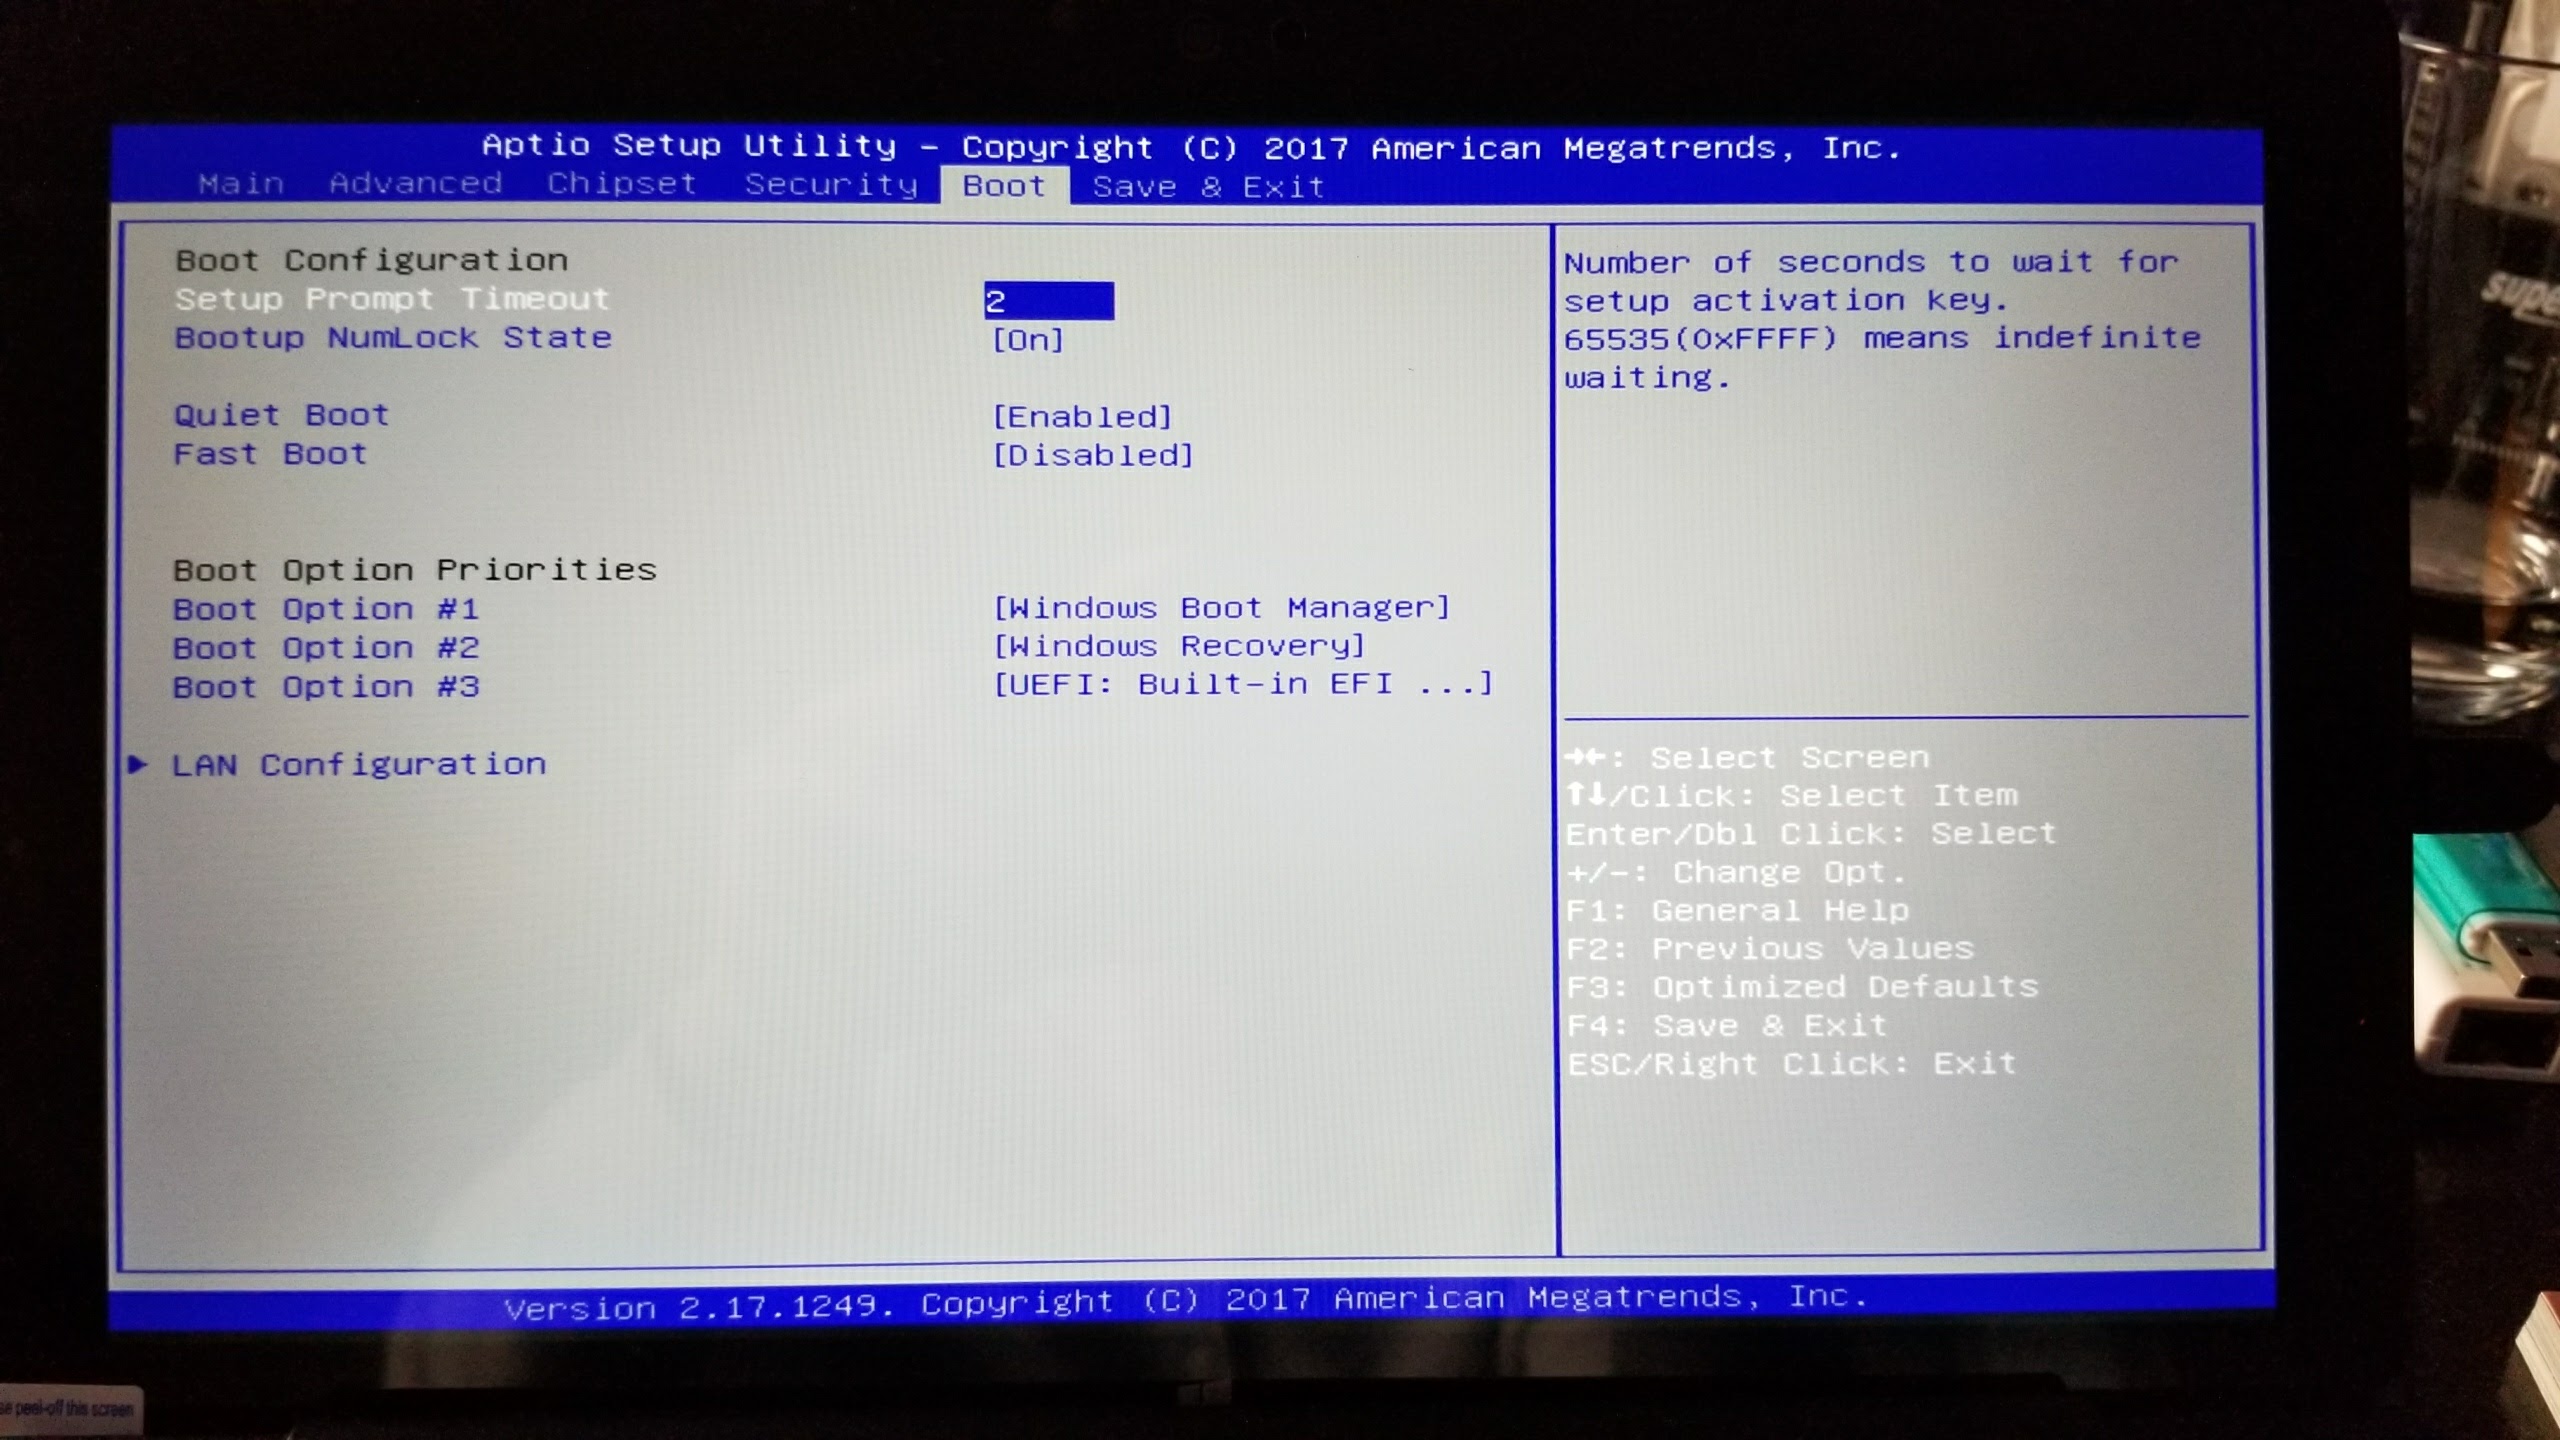 Aptio Setup Utility – Copyright (C) 2017 American Megatrends, Inc.
Main Advanced Chipset Security Boot Save & Exit
Boot Configuration
Setup Prompt Timeout 2
Bootup NumLock State [On]
Quiet Boot [Enabled]
Fast Boot [Disabled]
Boot Option Priorities
Boot Option #1 [Windows Boot Manager]
Boot Option #2 [Windows Recovery]
Boot Option #3 [UEFI: Built-in EFI ...]
► LAN Configuration
Number of seconds to wait for
setup activation key.
65535(0xFFFF) means indefinite
waiting.
→←: Select Screen
↑↓/Click: Select Item
Enter/Dbl Click: Select
+/-: Change Opt.
F1: General Help
F2: Previous Values
F3: Optimized Defaults
F4: Save & Exit
ESC/Right Click: Exit
Version 2.17.1249. Copyright (C) 2017 American Megatrends, Inc.
peel-off this screen